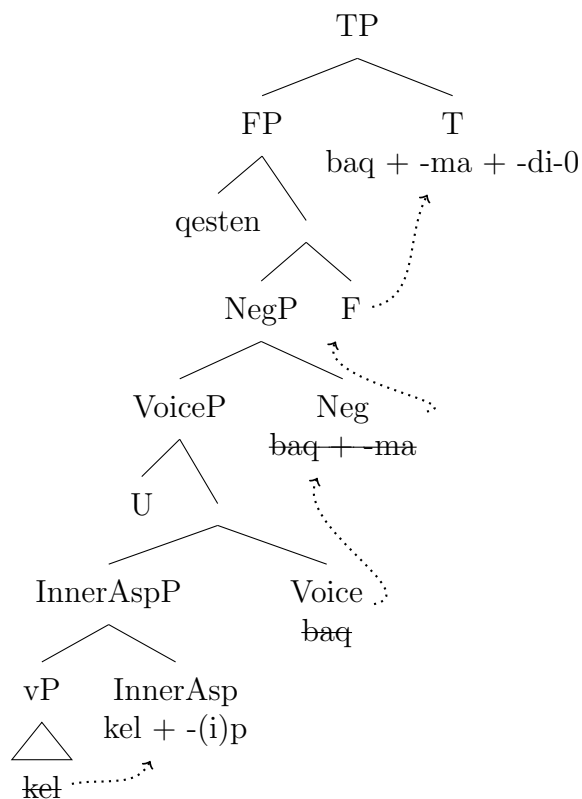 TP
FP T
baq + -ma + -di-0
qesten
NegP F
VoiceP Neg
baq + -ma
U
InnerAspP Voice
baq
vP InnerAsp
kel + -(i)p
kel